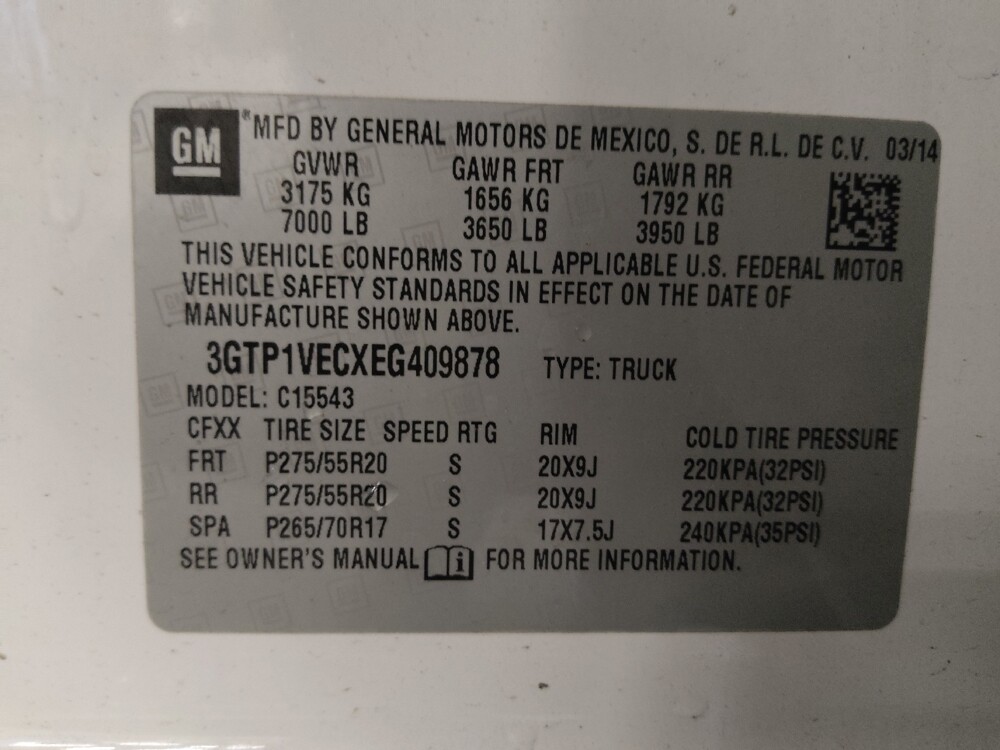 GM
MFD BY GENERAL MOTORS DE MEXICO, S. DE R.L. DE C.V. 03/14
GVWR GAWR FRT GAWR RR
3175 KG 1656 KG 1792 KG
7000 LB 3650 LB 3950 LB
THIS VEHICLE CONFORMS TO ALL APPLICABLE U.S. FEDERAL MOTOR
VEHICLE SAFETY STANDARDS IN EFFECT ON THE DATE OF
MANUFACTURE SHOWN ABOVE.
3GTP1VECXEG409878 TYPE: TRUCK
MODEL: C15543
CFXX TIRE SIZE SPEED RTG RIM COLD TIRE PRESSURE
FRT P275/55R20 S 20X9J 220KPA(32PSI)
RR P275/55R20 S 20X9J 220KPA(32PSI)
SPA P265/70R17 S 17X7.5J 240KPA(35PSI)
SEE OWNER'S MANUAL i FOR MORE INFORMATION.